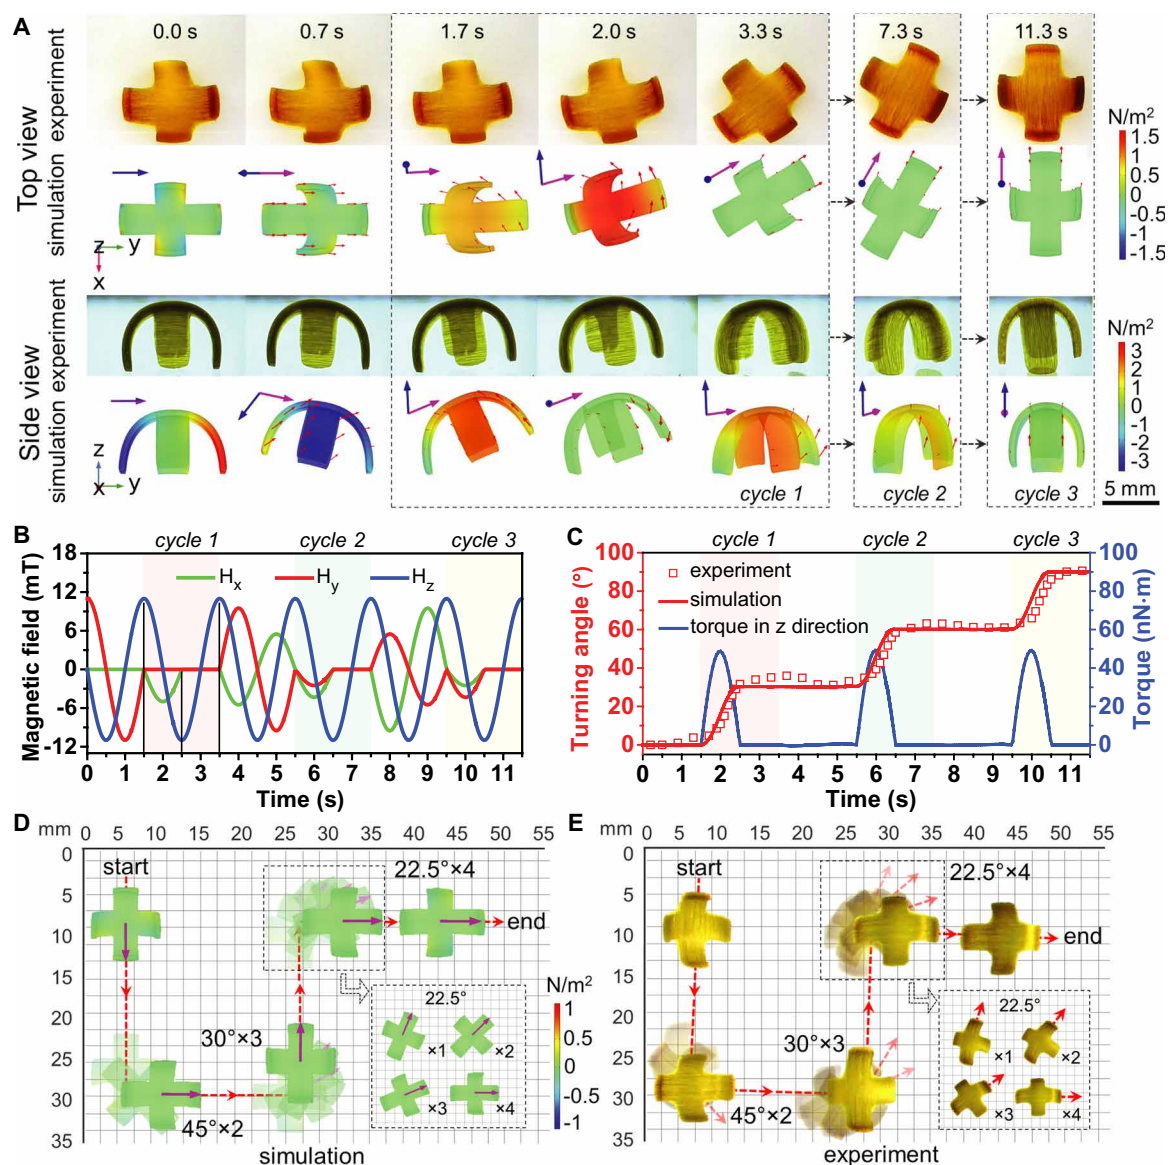 A
0.0 s 0.7 s 1.7 s 2.0 s 3.3 s 7.3 s 11.3 s
Top view
simulation experiment
N/m²
1.5
1
0.5
0
-0.5
-1
-1.5
z y
x
Side view
simulation experiment
N/m²
3
2
1
0
-1
-2
-3
z
x y
cycle 1 cycle 2 cycle 3
5 mm
B
cycle 1 cycle 2 cycle 3
Magnetic field (mT)
18
12
6
0
-6
-12
Hx Hy Hz
0 1 2 3 4 5 6 7 8 9 10 11
Time (s)
C
cycle 1 cycle 2 cycle 3
Turning angle (°)
100
80
60
40
20
0
experiment
simulation
torque in z direction
100
80
60
40
20
0
Torque (nN·m)
0 1 2 3 4 5 6 7 8 9 10 11
Time (s)
D
mm 0 5 10 15 20 25 30 35 40 45 50 55
0
5
10
15
20
25
30
35
start
22.5°×4
end
N/m²
1
0.5
0
-0.5
-1
22.5°
×1 ×2
×3 ×4
30°×3
45°×2
simulation
E
mm 0 5 10 15 20 25 30 35 40 45 50 55
0
5
10
15
20
25
30
35
start
22.5°×4
end
22.5°
×1 ×2
×3 ×4
30°×3
45°×2
experiment